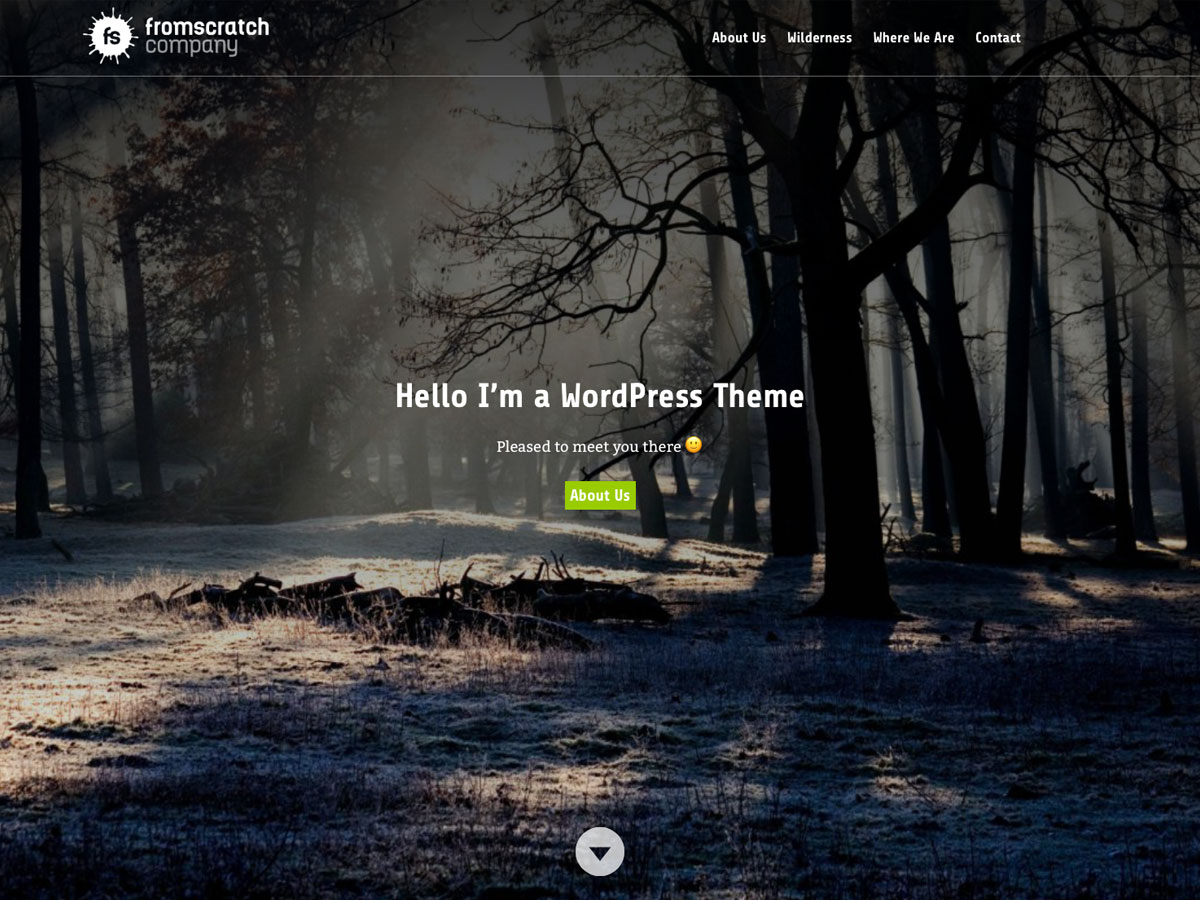 fs
fromscratch
company
About Us
Wilderness
Where We Are
Contact
Hello I’m a WordPress Theme
Pleased to meet you there 🙂
About Us